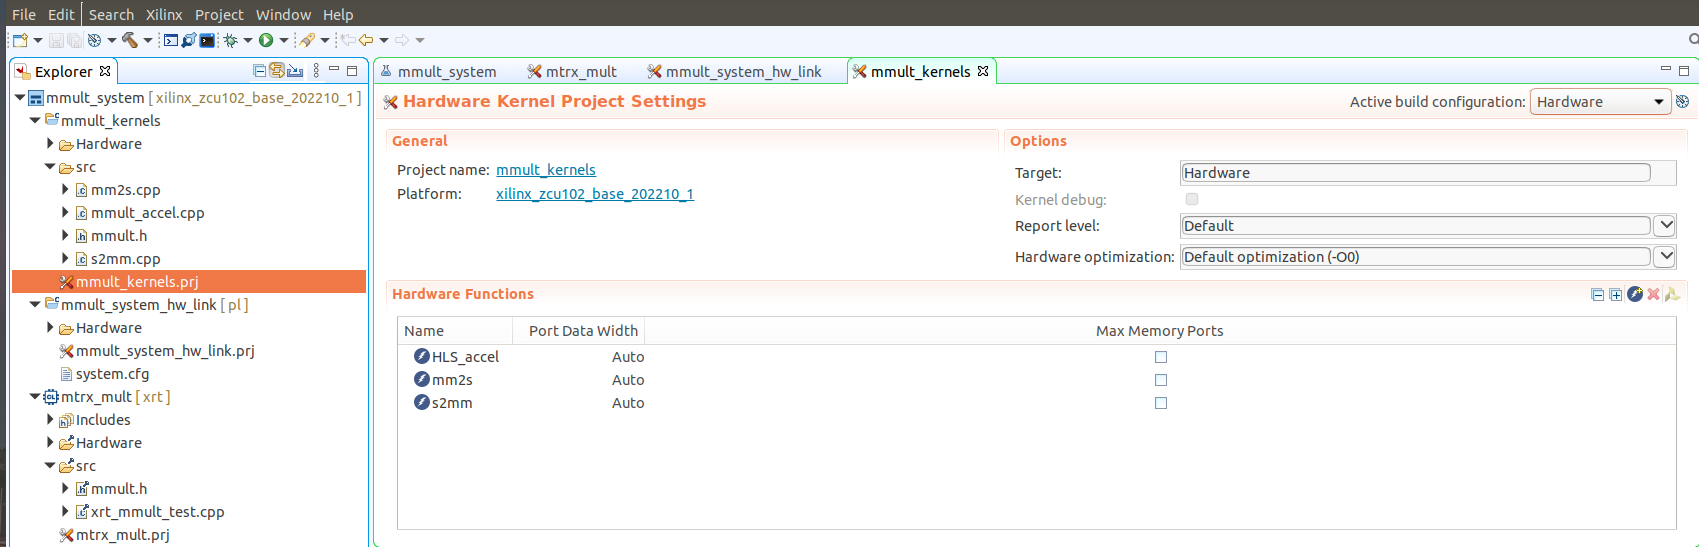 File Edit Search Xilinx Project Window Help
Explorer
mmult_system [ xilinx_zcu102_base_202210_1 ]
mmult_kernels
Hardware
src
mm2s.cpp
mmult_accel.cpp
mmult.h
s2mm.cpp
mmult_kernels.prj
mmult_system_hw_link [ pl ]
Hardware
mmult_system_hw_link.prj
system.cfg
mtrx_mult [ xrt ]
Includes
Hardware
src
mmult.h
xrt_mmult_test.cpp
mtrx_mult.prj
mmult_system mtrx_mult mmult_system_hw_link mmult_kernels
Hardware Kernel Project Settings
Active build configuration: Hardware
General
Project name: mmult_kernels
Platform: xilinx_zcu102_base_202210_1
Options
Target: Hardware
Kernel debug:
Report level: Default
Hardware optimization: Default optimization (-O0)
Hardware Functions
Name Port Data Width Max Memory Ports
HLS_accel Auto
mm2s Auto
s2mm Auto